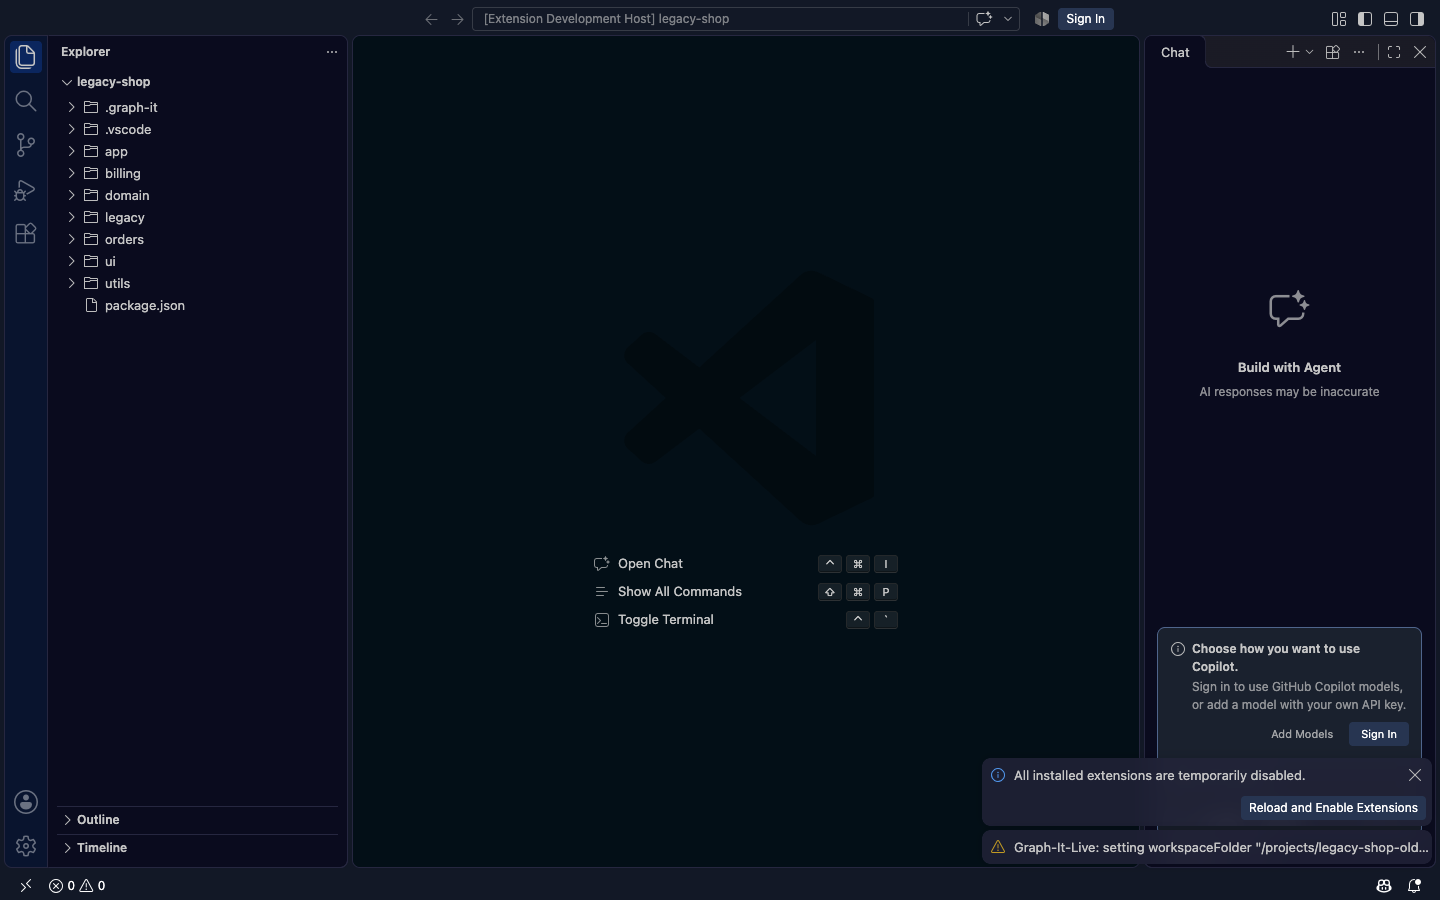 [Extension Development Host] legacy-shop
Sign In
Explorer
legacy-shop
.graph-it
.vscode
app
billing
domain
legacy
orders
ui
utils
package.json
Outline
Timeline
Open Chat ^ ⌘ I
Show All Commands ⇧ ⌘ P
Toggle Terminal ^ `
Chat
Build with Agent
AI responses may be inaccurate
Choose how you want to use
Copilot.
Sign in to use GitHub Copilot models,
or add a model with your own API key.
Add Models
Sign In
All installed extensions are temporarily disabled.
Reload and Enable Extensions
Graph-It-Live: setting workspaceFolder "/projects/legacy-shop-old...
0 0